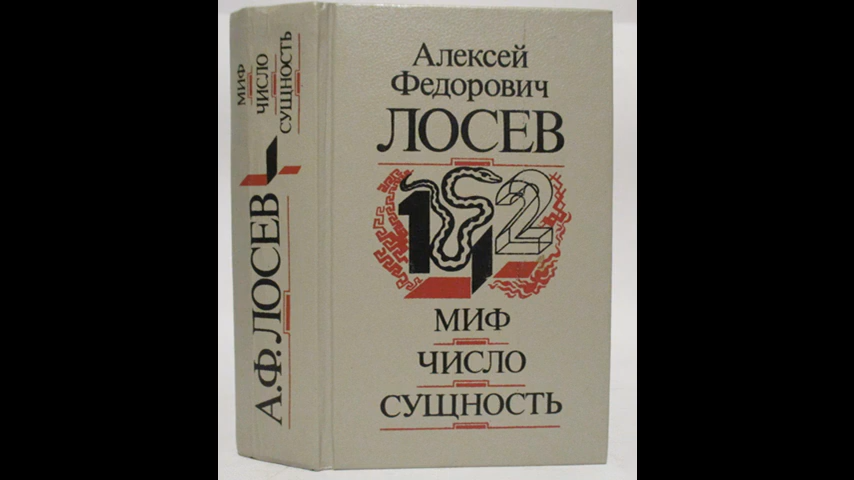 МИФ
ЧИСЛО
СУЩНОСТЬ
А.Ф. ЛОСЕВ
Алексей
Федорович
ЛОСЕВ
1 2
МИФ
ЧИСЛО
СУЩНОСТЬ